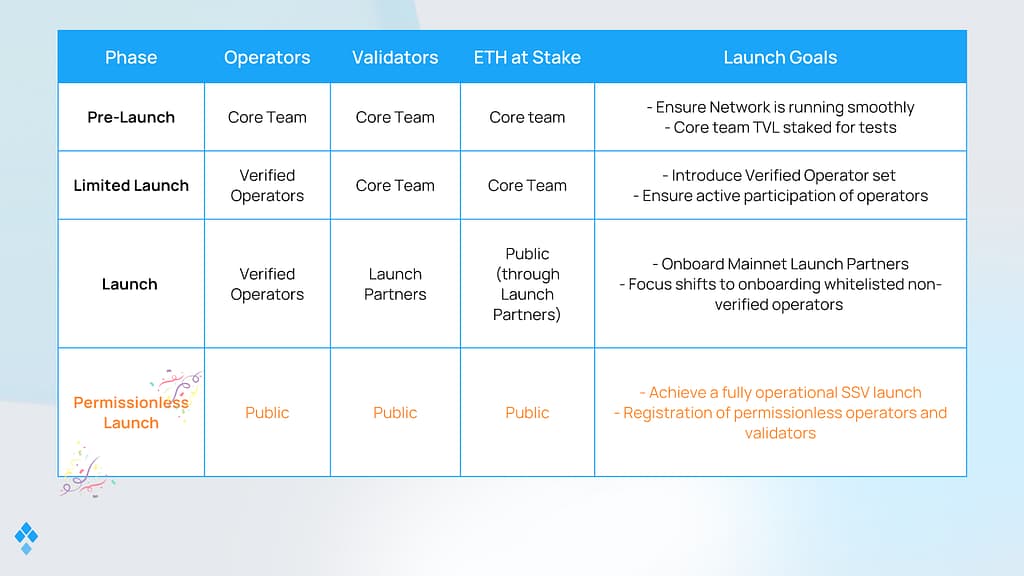 Phase Operators Validators ETH at Stake Launch Goals
Pre-Launch Core Team Core Team Core team
- Ensure Network is running smoothly
- Core team TVL staked for tests
Limited Launch
Verified
Operators
Core Team Core Team
- Introduce Verified Operator set
- Ensure active participation of operators
Launch
Verified
Operators
Launch
Partners
Public
(through
Launch
Partners)
- Onboard Mainnet Launch Partners
- Focus shifts to onboarding whitelisted non-
verified operators
Permissionless
Launch
Public Public Public
- Achieve a fully operational SSV launch
- Registration of permissionless operators and
validators